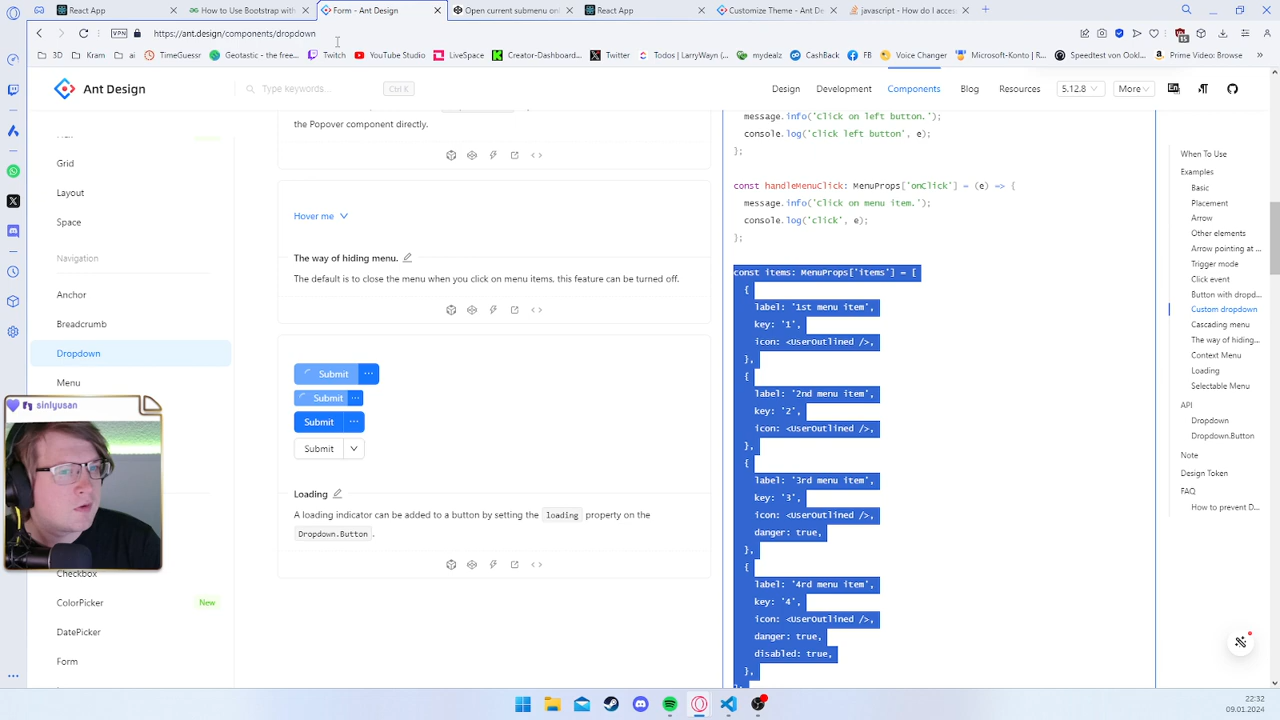 React App
How to Use Bootstrap with
Form - Ant Design
Open current submenu onl
React App
Customize Theme - Ant De
javascript - How do I acces
https://ant.design/components/dropdown
VPN
15
3D
Kram
ai
TimeGuessr
Geotastic - the free...
Twitch
YouTube Studio
LiveSpace
Creator-Dashboard...
Twitter
Todos | LarryWayn (...
mydealz
CashBack
FB
Voice Changer
Microsoft-Konto | R...
Speedtest von Ookl...
Amazon Prime Video:...
Ant Design
Type keywords...
Ctrl K
Design
Development
Components
Blog
Resources
5.12.8
More
Grid
Layout
Space
Navigation
Anchor
Breadcrumb
Dropdown
Menu
sinlyusan
Checkbox
ColorPicker
New
DatePicker
Form
the Popover component directly.
Hover me
The way of hiding menu.
The default is to close the menu when you click on menu items, this feature can be turned off.
Submit
Submit
Submit
Submit
Loading
A loading indicator can be added to a button by setting the loading property on the
Dropdown.Button.
message.info('Click on left button.');
console.log('click left button', e);
};
const handleMenuClick: MenuProps['onClick'] = (e) => {
message.info('Click on menu item.');
console.log('click', e);
};
const items: MenuProps['items'] = [
{
label: '1st menu item',
key: '1',
icon: <UserOutlined />,
},
{
label: '2nd menu item',
key: '2',
icon: <UserOutlined />,
},
{
label: '3rd menu item',
key: '3',
icon: <UserOutlined />,
danger: true,
},
{
label: '4rd menu item',
key: '4',
icon: <UserOutlined />,
danger: true,
disabled: true,
},
];
When To Use
Examples
Basic
Placement
Arrow
Other elements
Arrow pointing at ...
Trigger mode
Click event
Button with dropd...
Custom dropdown
Cascading menu
The way of hiding...
Context Menu
Loading
Selectable Menu
API
Dropdown
Dropdown.Button
Note
Design Token
FAQ
How to prevent D...
22:32
09.01.2024